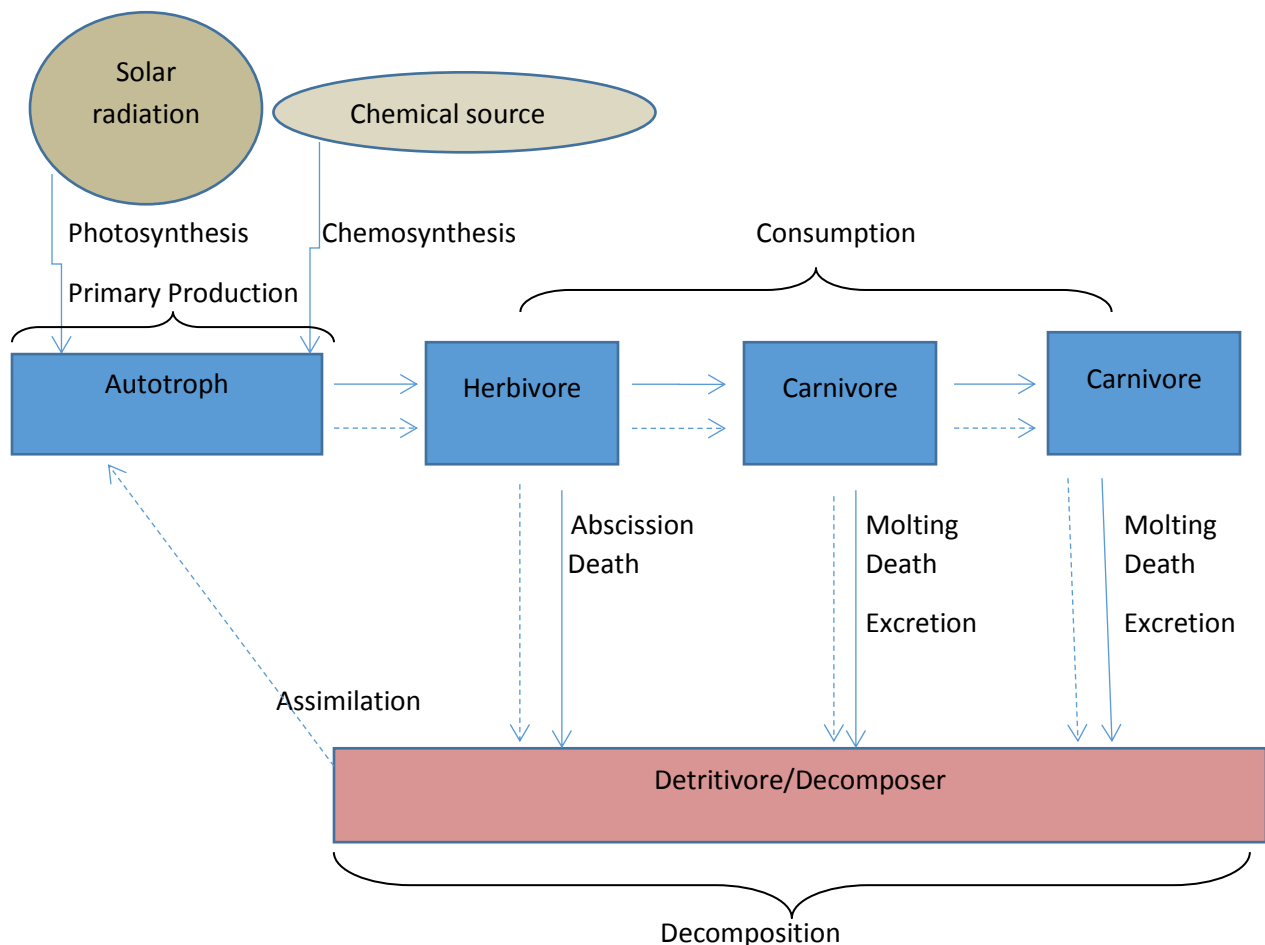 Solar
radiation
Chemical source
Photosynthesis
Chemosynthesis
Consumption
Primary Production
Autotroph
Herbivore
Carnivore
Carnivore
Abscission
Death
Molting
Death
Excretion
Molting
Death
Excretion
Assimilation
Detritivore/Decomposer
Decomposition